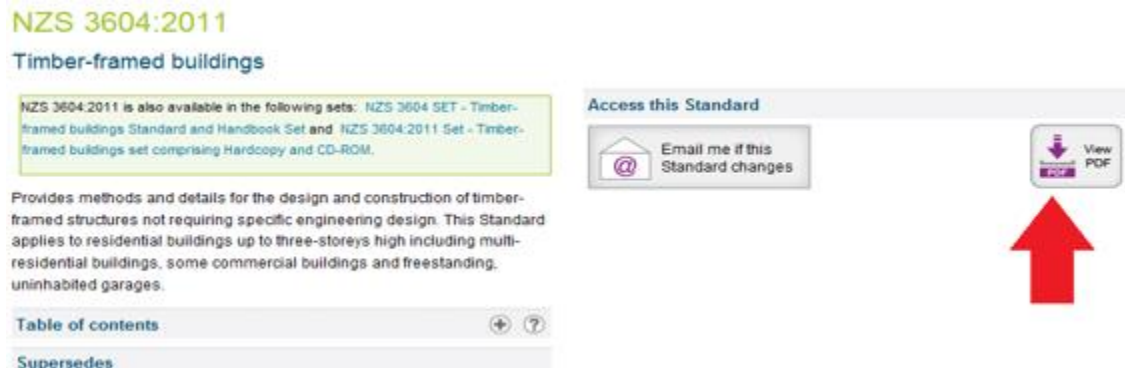 NZS 3604:2011
Timber-framed buildings
NZS 3604:2011 is also available in the following sets: NZS 3604 SET - Timber-
framed buildings Standard and Handbook Set and NZS 3604:2011 Set - Timber-
framed buildings set comprising Hardcopy and CD-ROM.
Provides methods and details for the design and construction of timber-
framed structures not requiring specific engineering design. This Standard
applies to residential buildings up to three-storeys high including multi-
residential buildings, some commercial buildings and freestanding,
uninhabited garages.
Table of contents
Supersedes
Access this Standard
Email me if this
Standard changes
View
PDF
PDF